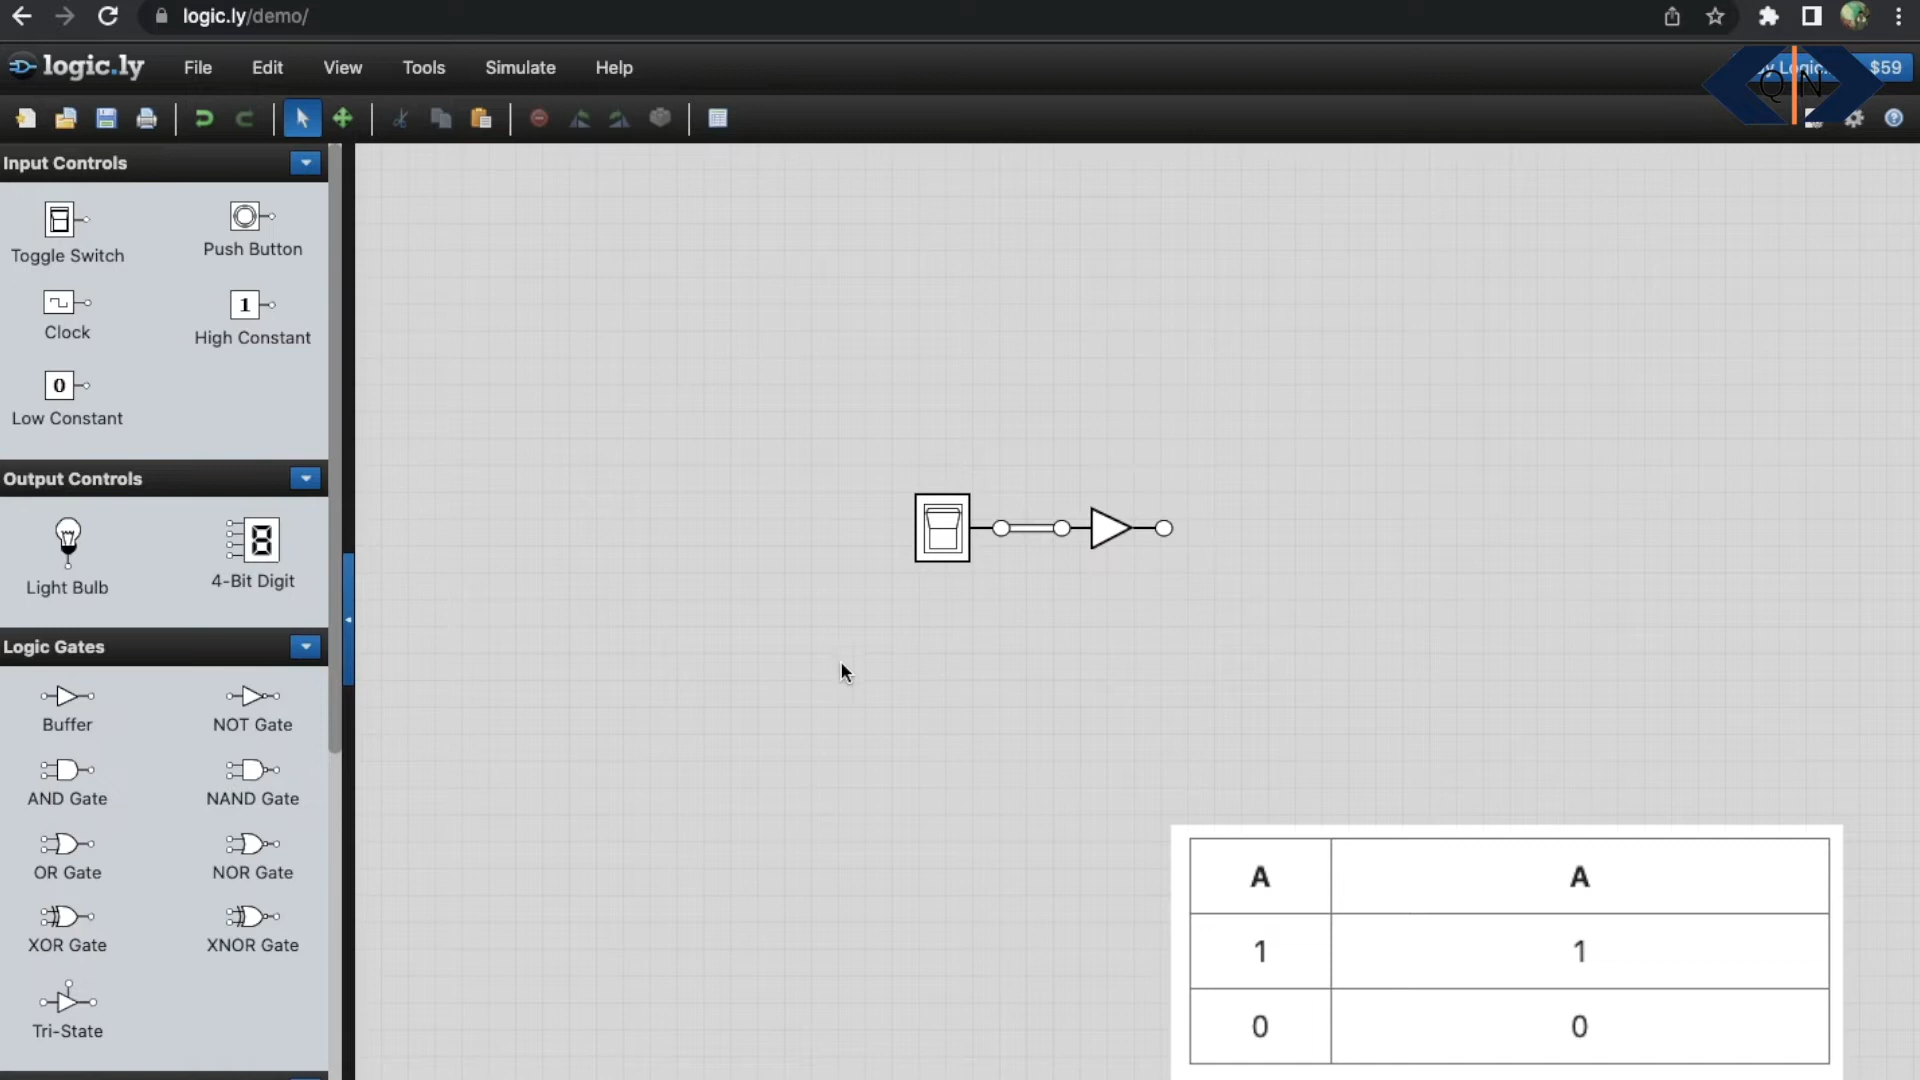 logic.ly/demo/
logic.ly
File
Edit
View
Tools
Simulate
Help
$59
Q N
Input Controls
Toggle Switch
Push Button
Clock
1
High Constant
0
Low Constant
Output Controls
Light Bulb
8
4-Bit Digit
Logic Gates
Buffer
NOT Gate
AND Gate
NAND Gate
OR Gate
NOR Gate
XOR Gate
XNOR Gate
Tri-State
A A
1 1
0 0